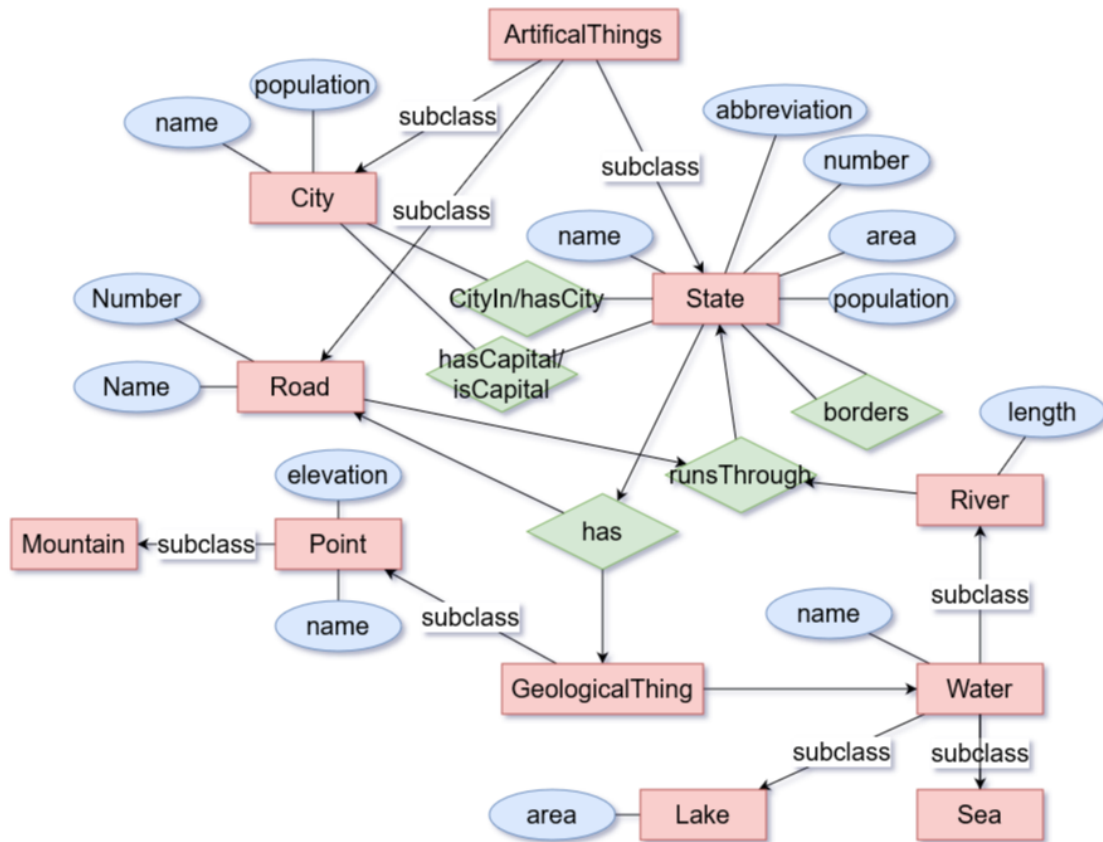 ArtificalThings
population
abbreviation
name
subclass
number
subclass
City
subclass
name
area
Number
CityIn/hasCity
State
population
hasCapital/
isCapital
Name
Road
borders
length
elevation
runsThrough
River
Mountain
subclass
Point
has
subclass
name
subclass
name
GeologicalThing
Water
subclass
subclass
area
Lake
Sea